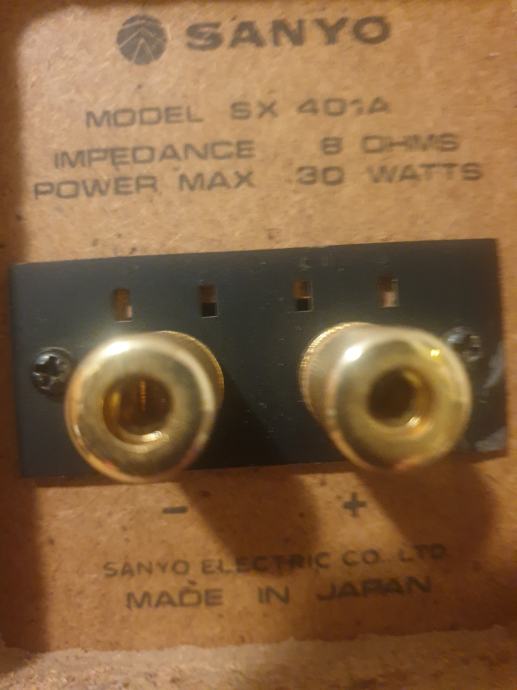 SANYO
MODEL SX 401A
IMPEDANCE 8 OHMS
POWER MAX 30 WATTS
- +
SANYO ELECTRIC CO. LTD.
MADE IN JAPAN